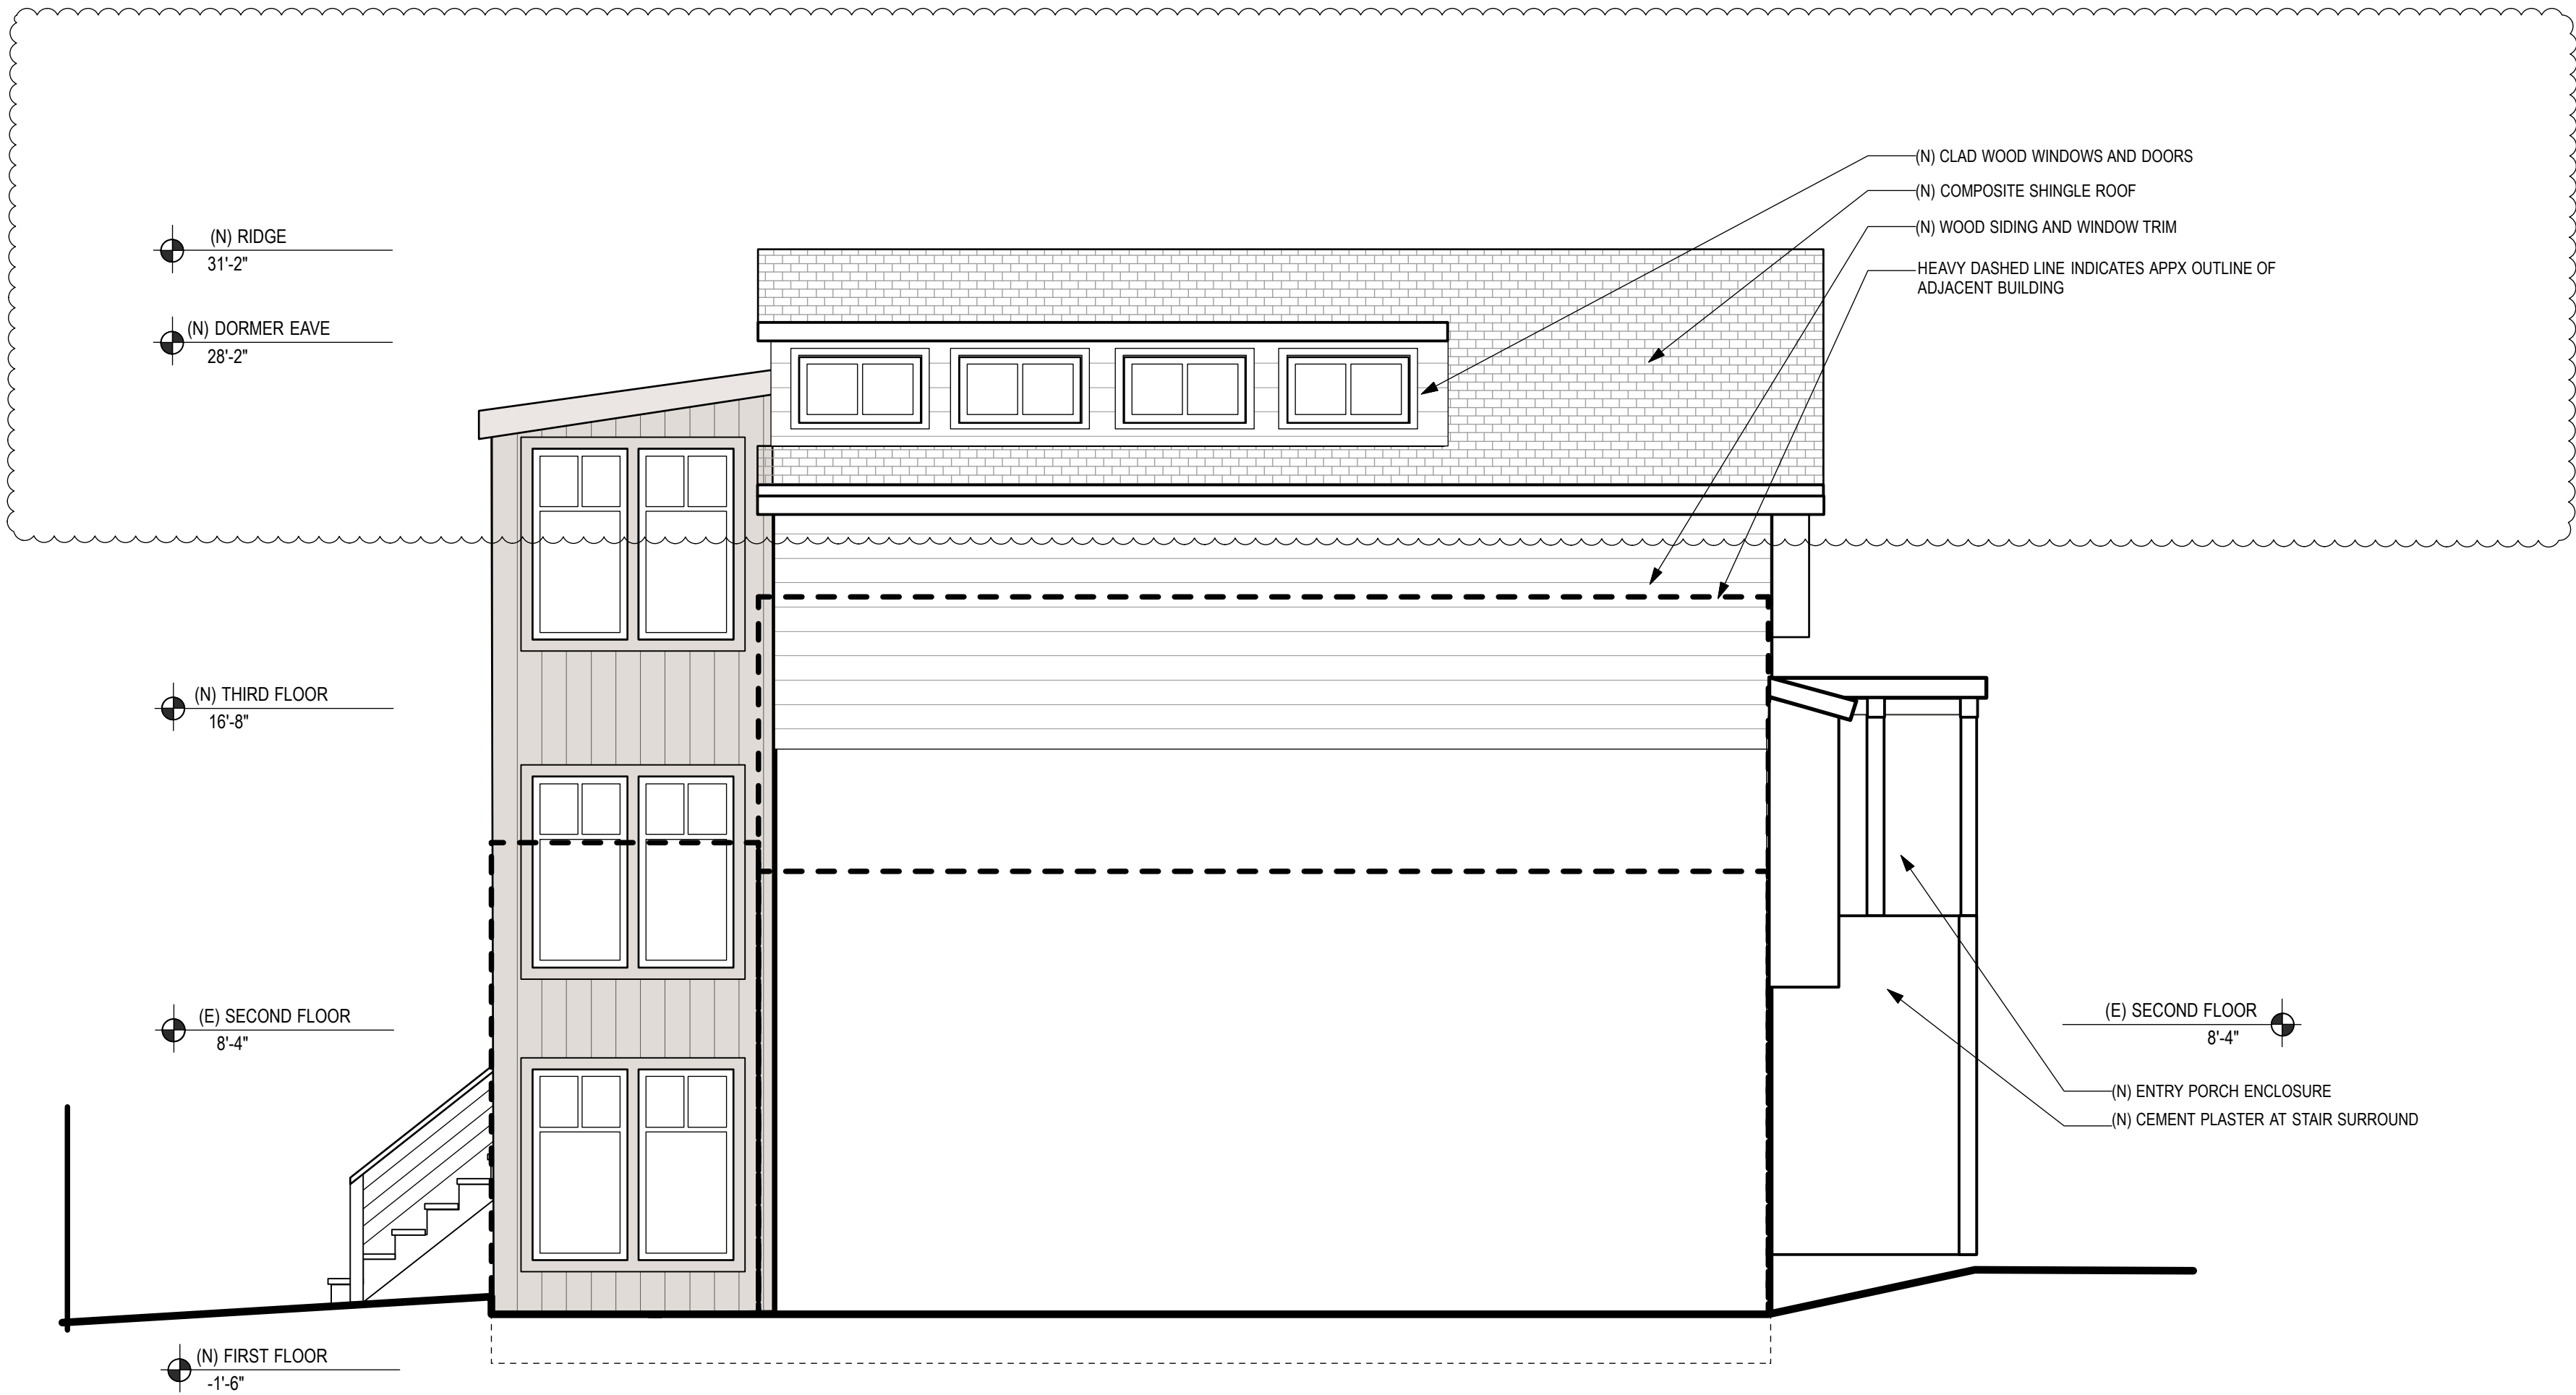 (N) CLAD WOOD WINDOWS AND DOORS
(N) COMPOSITE SHINGLE ROOF
(N) WOOD SIDING AND WINDOW TRIM
HEAVY DASHED LINE INDICATES APPX OUTLINE OF
ADJACENT BUILDING
(N) RIDGE
31'-2"
(N) DORMER EAVE
28'-2"
(N) THIRD FLOOR
16'-8"
(E) SECOND FLOOR
8'-4"
(E) SECOND FLOOR
8'-4"
(N) ENTRY PORCH ENCLOSURE
(N) CEMENT PLASTER AT STAIR SURROUND
(N) FIRST FLOOR
-1'-6"